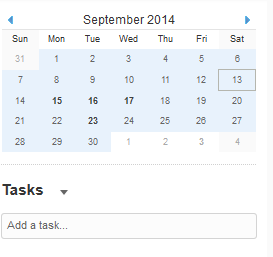 September 2014
Sun Mon Tue Wed Thu Fri Sat
31 1 2 3 4 5 6
7 8 9 10 11 12 13
14 15 16 17 18 19 20
21 22 23 24 25 26 27
28 29 30 1 2 3 4
Tasks
Add a task...